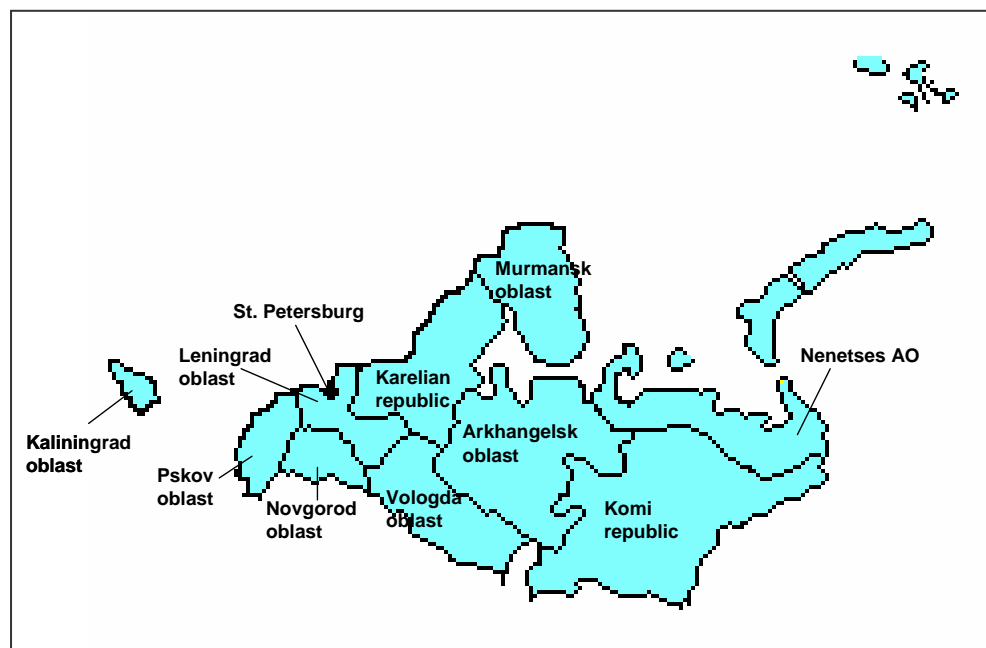 Murmansk
oblast
St. Petersburg
Leningrad
oblast
Nenetses AO
Karelian
republic
Kaliningrad
oblast
Arkhangelsk
oblast
Pskov
oblast
Novgorod
oblast
Vologda
oblast
Komi
republic